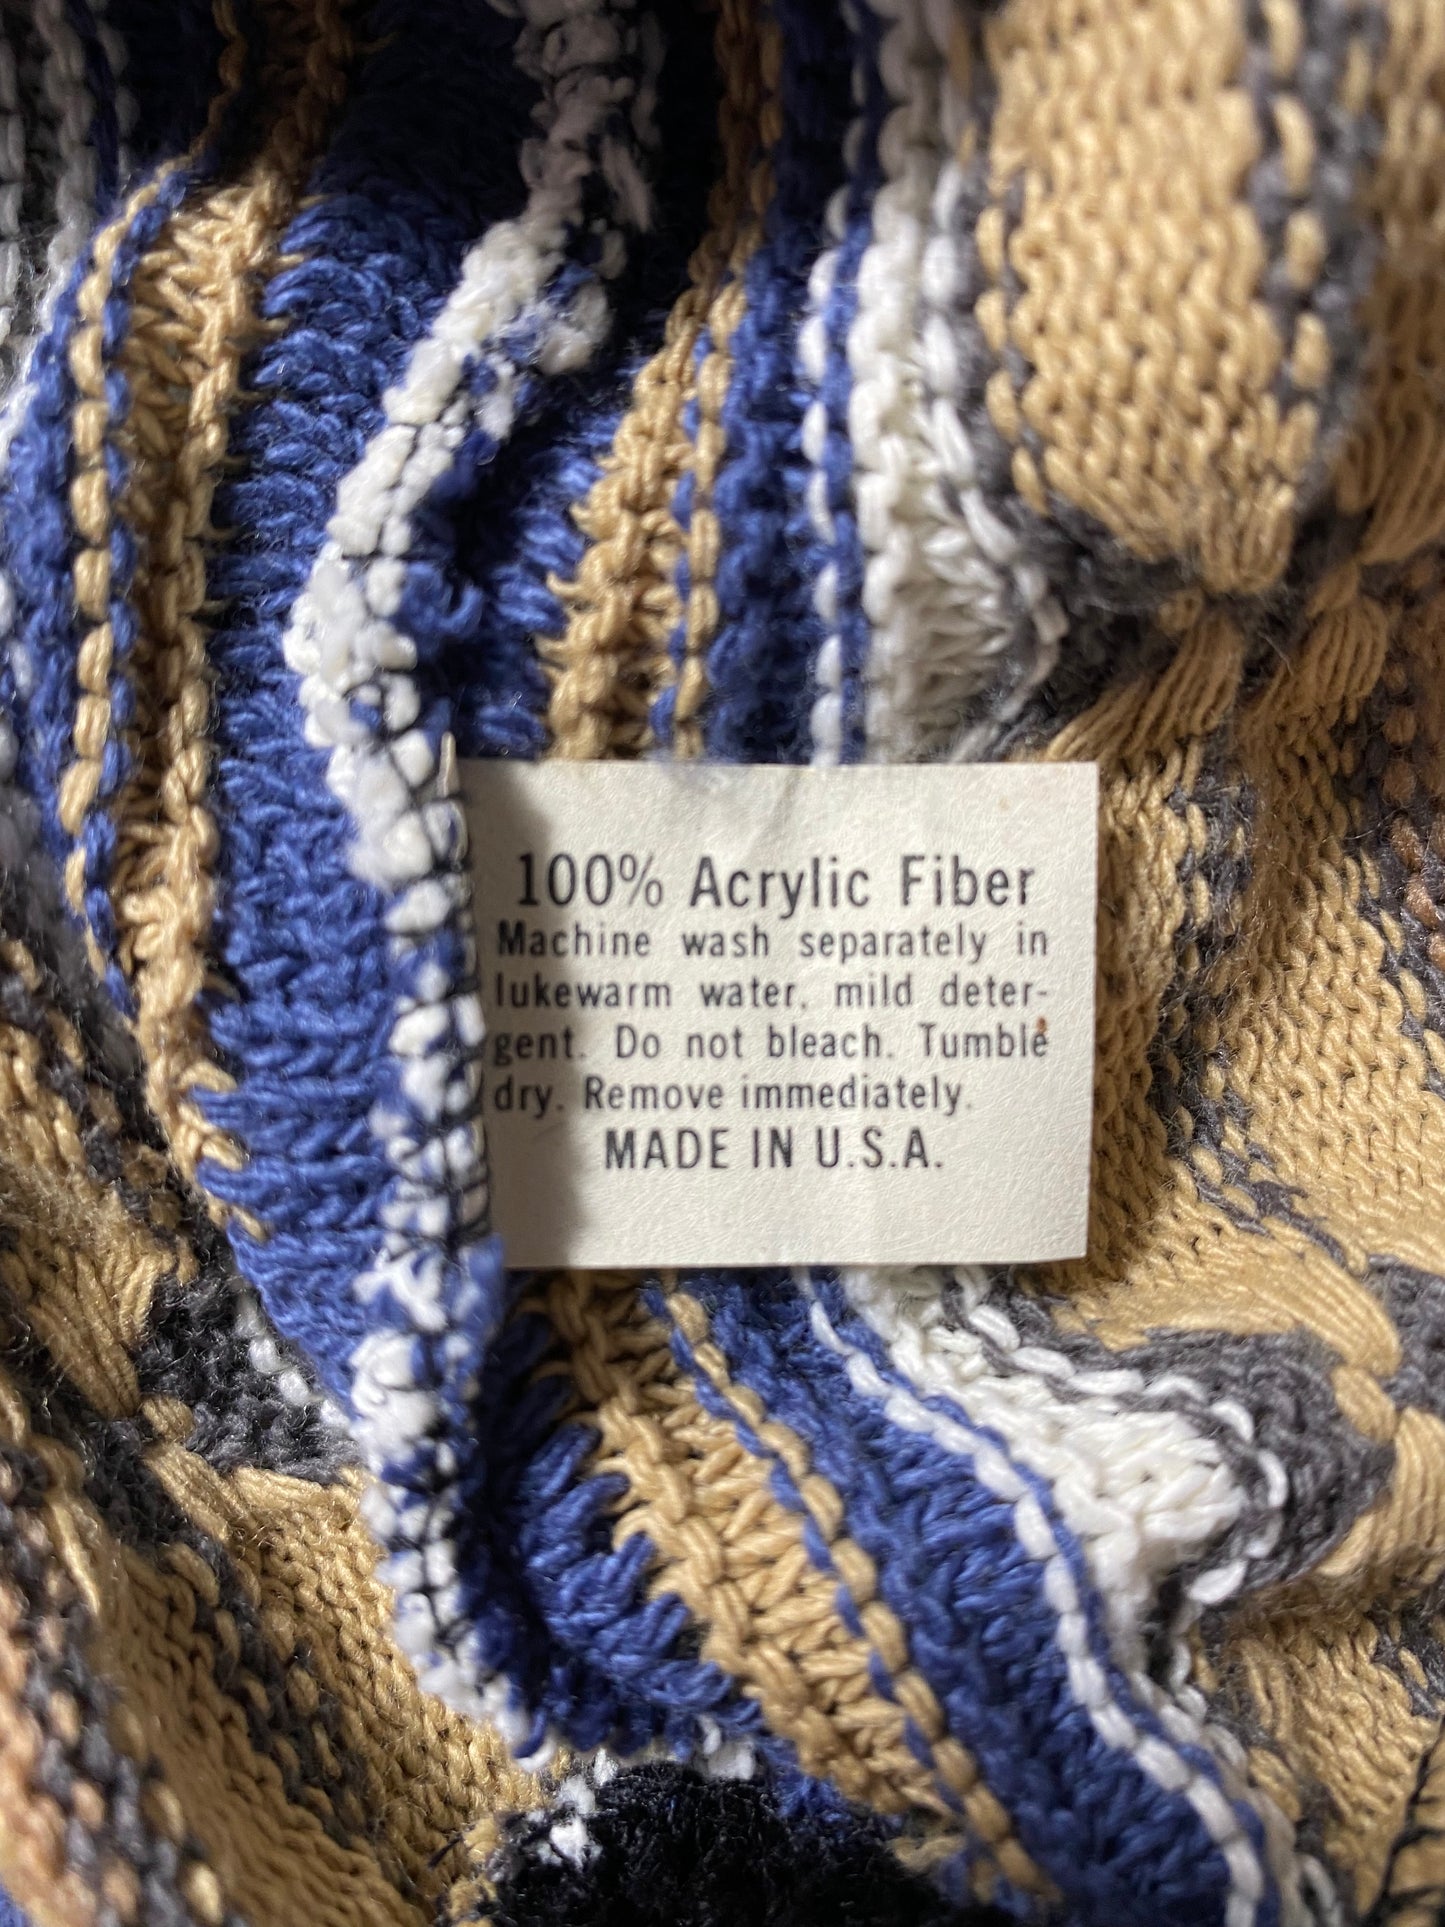 100% Acrylic Fiber
Machine wash separately in
lukewarm water, mild deter-
gent. Do not bleach. Tumble
dry. Remove immediately.
MADE IN U.S.A.